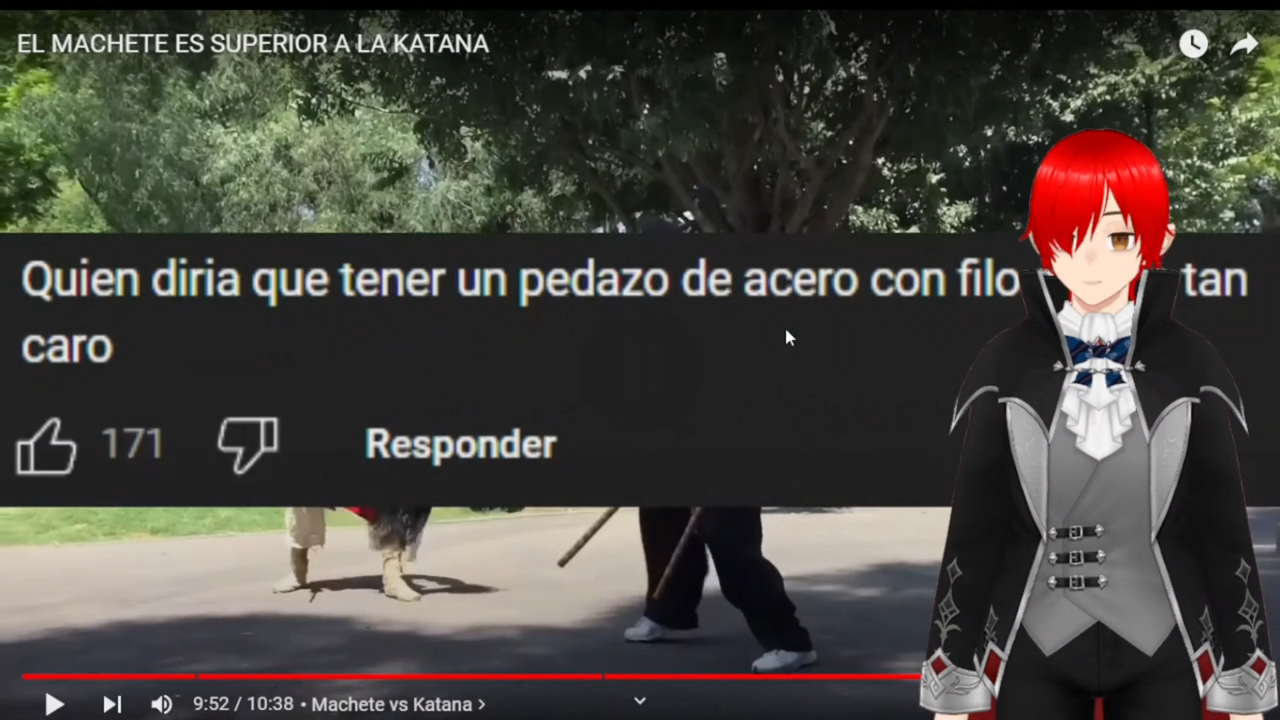 EL MACHETE ES SUPERIOR A LA KATANA
Quien diria que tener un pedazo de acero con filo tan
caro
171
Responder
9:52 / 10:38 • Machete vs Katana ›